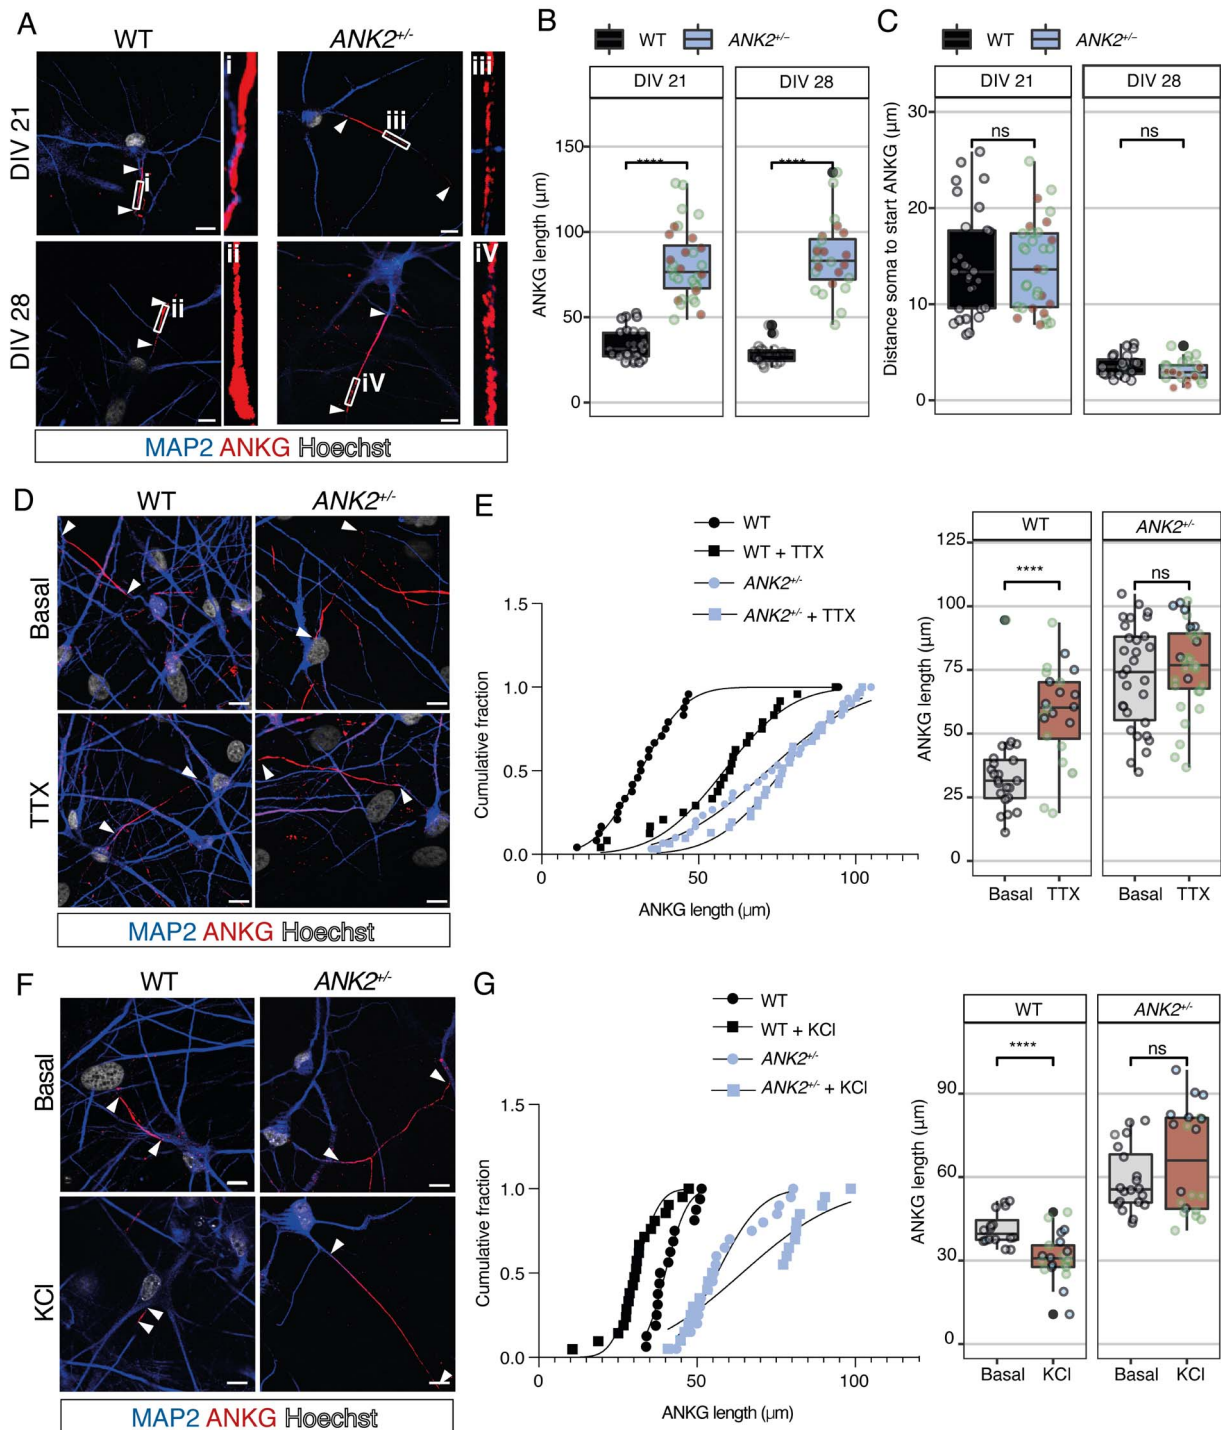 A
WT
ANK2+/-
DIV 21
i
iii
i
iii
DIV 28
ii
iV
ii
iV
MAP2 ANKG Hoechst
B
WT
ANK2+/−
DIV 21
DIV 28
ANKG length (µm)
150
100
50
0
****
****
C
WT
ANK2+/−
DIV 21
DIV 28
Distance soma to start ANKG (µm)
30
20
10
0
ns
ns
D
WT
ANK2+/-
Basal
TTX
MAP2 ANKG Hoechst
E
WT
WT + TTX
ANK2+/-
ANK2+/- + TTX
Cumulative fraction
1.5
1.0
0.5
0.0
0
50
100
ANKG length (µm)
WT
ANK2+/-
ANKG length (µm)
125
100
75
50
25
0
****
ns
Basal
TTX
Basal
TTX
F
WT
ANK2+/-
Basal
KCl
MAP2 ANKG Hoechst
G
WT
WT + KCl
ANK2+/-
ANK2+/- + KCl
Cumulative fraction
1.5
1.0
0.5
0.0
0
50
100
ANKG length (µm)
WT
ANK2+/-
ANKG length (µm)
90
60
30
0
****
ns
Basal
KCl
Basal
KCl